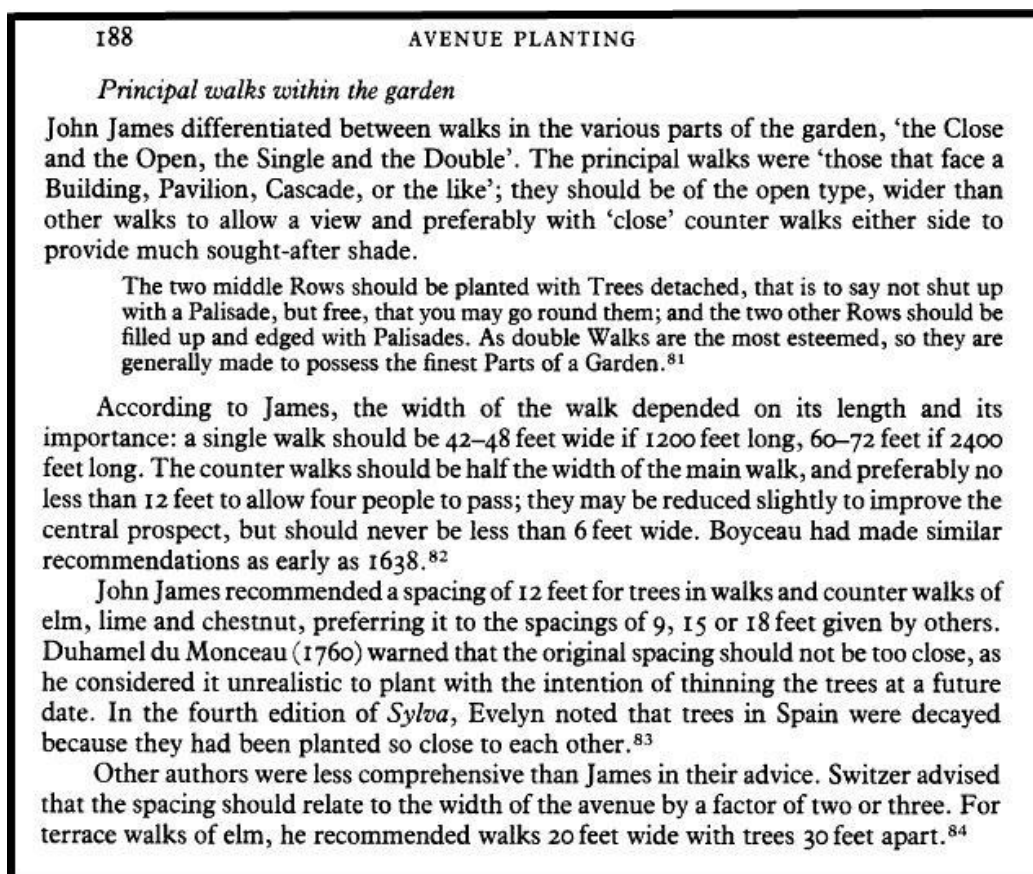 188 AVENUE PLANTING
Principal walks within the garden
John James differentiated between walks in the various parts of the garden, ‘the Close
and the Open, the Single and the Double’. The principal walks were ‘those that face a
Building, Pavilion, Cascade, or the like’; they should be of the open type, wider than
other walks to allow a view and preferably with ‘close’ counter walks either side to
provide much sought-after shade.
The two middle Rows should be planted with Trees detached, that is to say not shut up
with a Palisade, but free, that you may go round them; and the two other Rows should be
filled up and edged with Palisades. As double Walks are the most esteemed, so they are
generally made to possess the finest Parts of a Garden.⁸¹
According to James, the width of the walk depended on its length and its
importance: a single walk should be 42–48 feet wide if 1200 feet long, 60–72 feet if 2400
feet long. The counter walks should be half the width of the main walk, and preferably no
less than 12 feet to allow four people to pass; they may be reduced slightly to improve the
central prospect, but should never be less than 6 feet wide. Boyceau had made similar
recommendations as early as 1638.⁸²
John James recommended a spacing of 12 feet for trees in walks and counter walks of
elm, lime and chestnut, preferring it to the spacings of 9, 15 or 18 feet given by others.
Duhamel du Monceau (1760) warned that the original spacing should not be too close, as
he considered it unrealistic to plant with the intention of thinning the trees at a future
date. In the fourth edition of Sylva, Evelyn noted that trees in Spain were decayed
because they had been planted so close to each other.⁸³
Other authors were less comprehensive than James in their advice. Switzer advised
that the spacing should relate to the width of the avenue by a factor of two or three. For
terrace walks of elm, he recommended walks 20 feet wide with trees 30 feet apart.⁸⁴